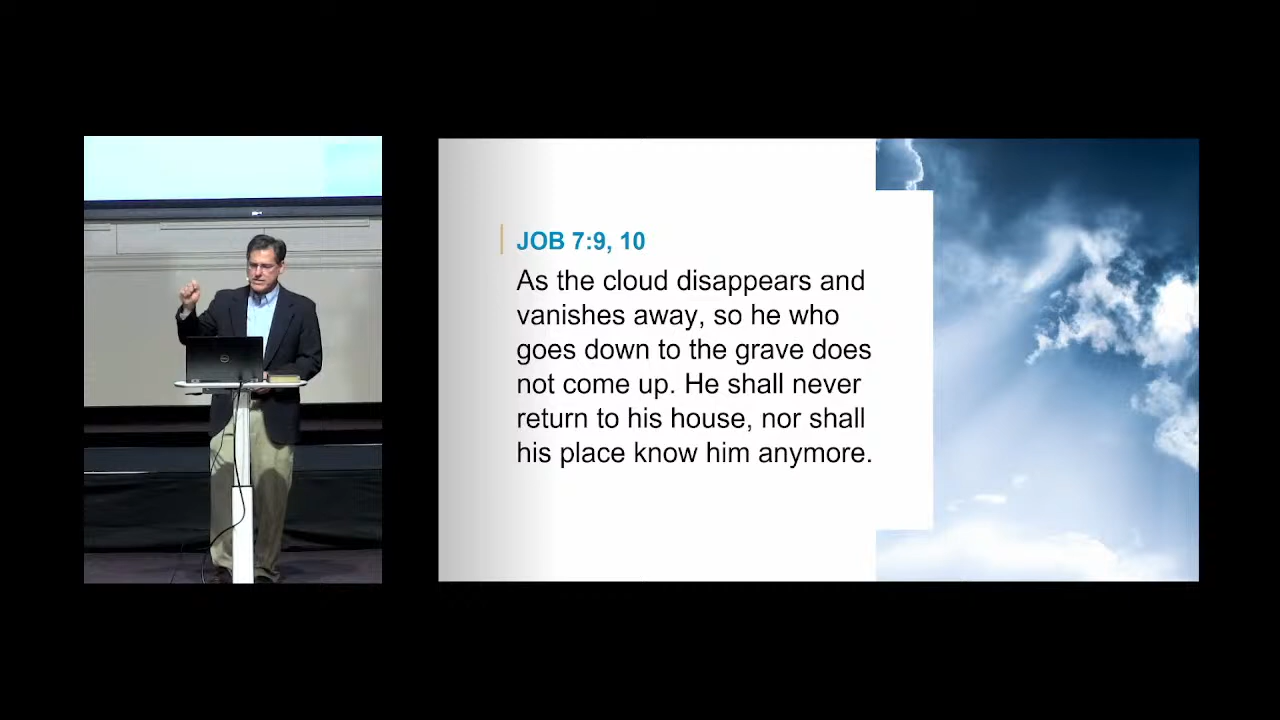 JOB 7:9, 10
As the cloud disappears and
vanishes away, so he who
goes down to the grave does
not come up. He shall never
return to his house, nor shall
his place know him anymore.